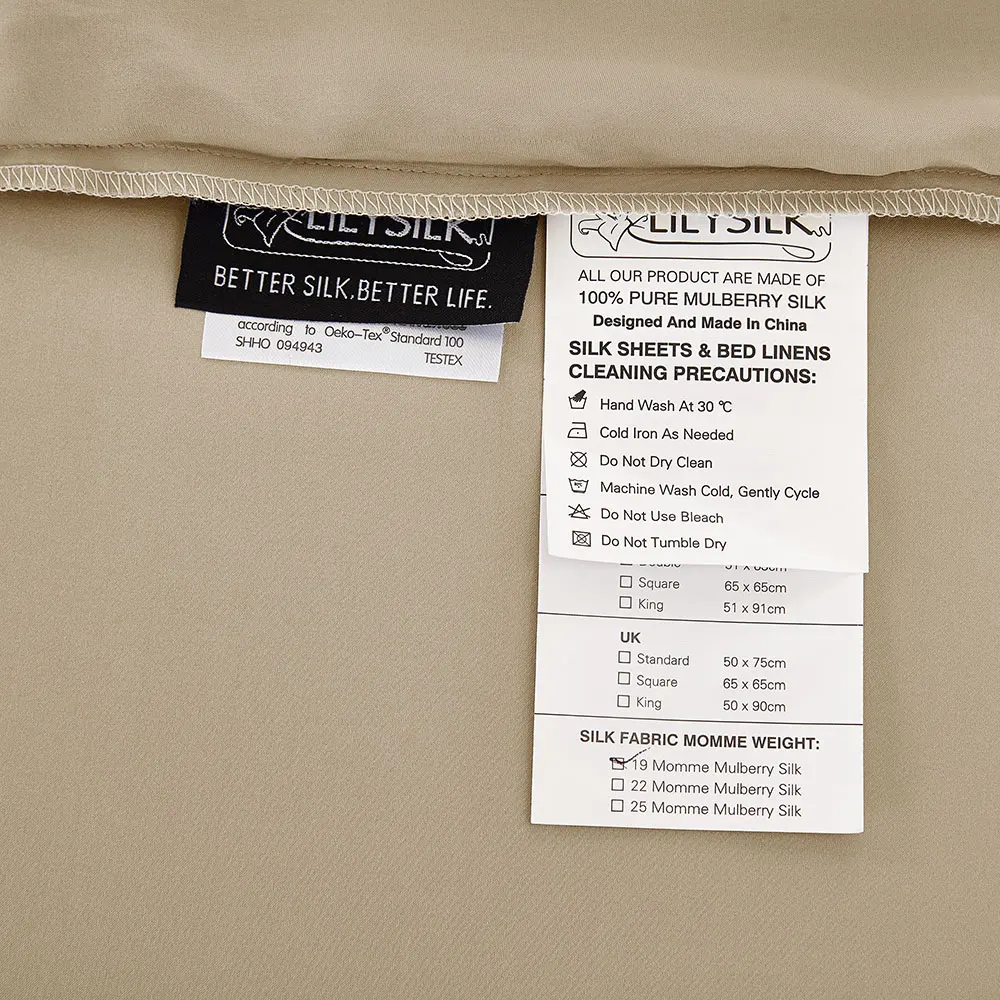 LILYSILK
BETTER SILK.BETTER LIFE.
according to Oeko-Tex® Standard 100
SHHO 094943
TESTEX
LILYSILK
ALL OUR PRODUCT ARE MADE OF
100% PURE MULBERRY SILK
Designed And Made In China
SILK SHEETS & BED LINENS
CLEANING PRECAUTIONS:
Hand Wash At 30 ℃
Cold Iron As Needed
Do Not Dry Clean
Machine Wash Cold, Gently Cycle
Do Not Use Bleach
Do Not Tumble Dry
Double
Square 65 x 65cm
King 51 x 91cm
UK
Standard 50 x 75cm
Square 65 x 65cm
King 50 x 90cm
SILK FABRIC MOMME WEIGHT:
19 Momme Mulberry Silk
22 Momme Mulberry Silk
25 Momme Mulberry Silk